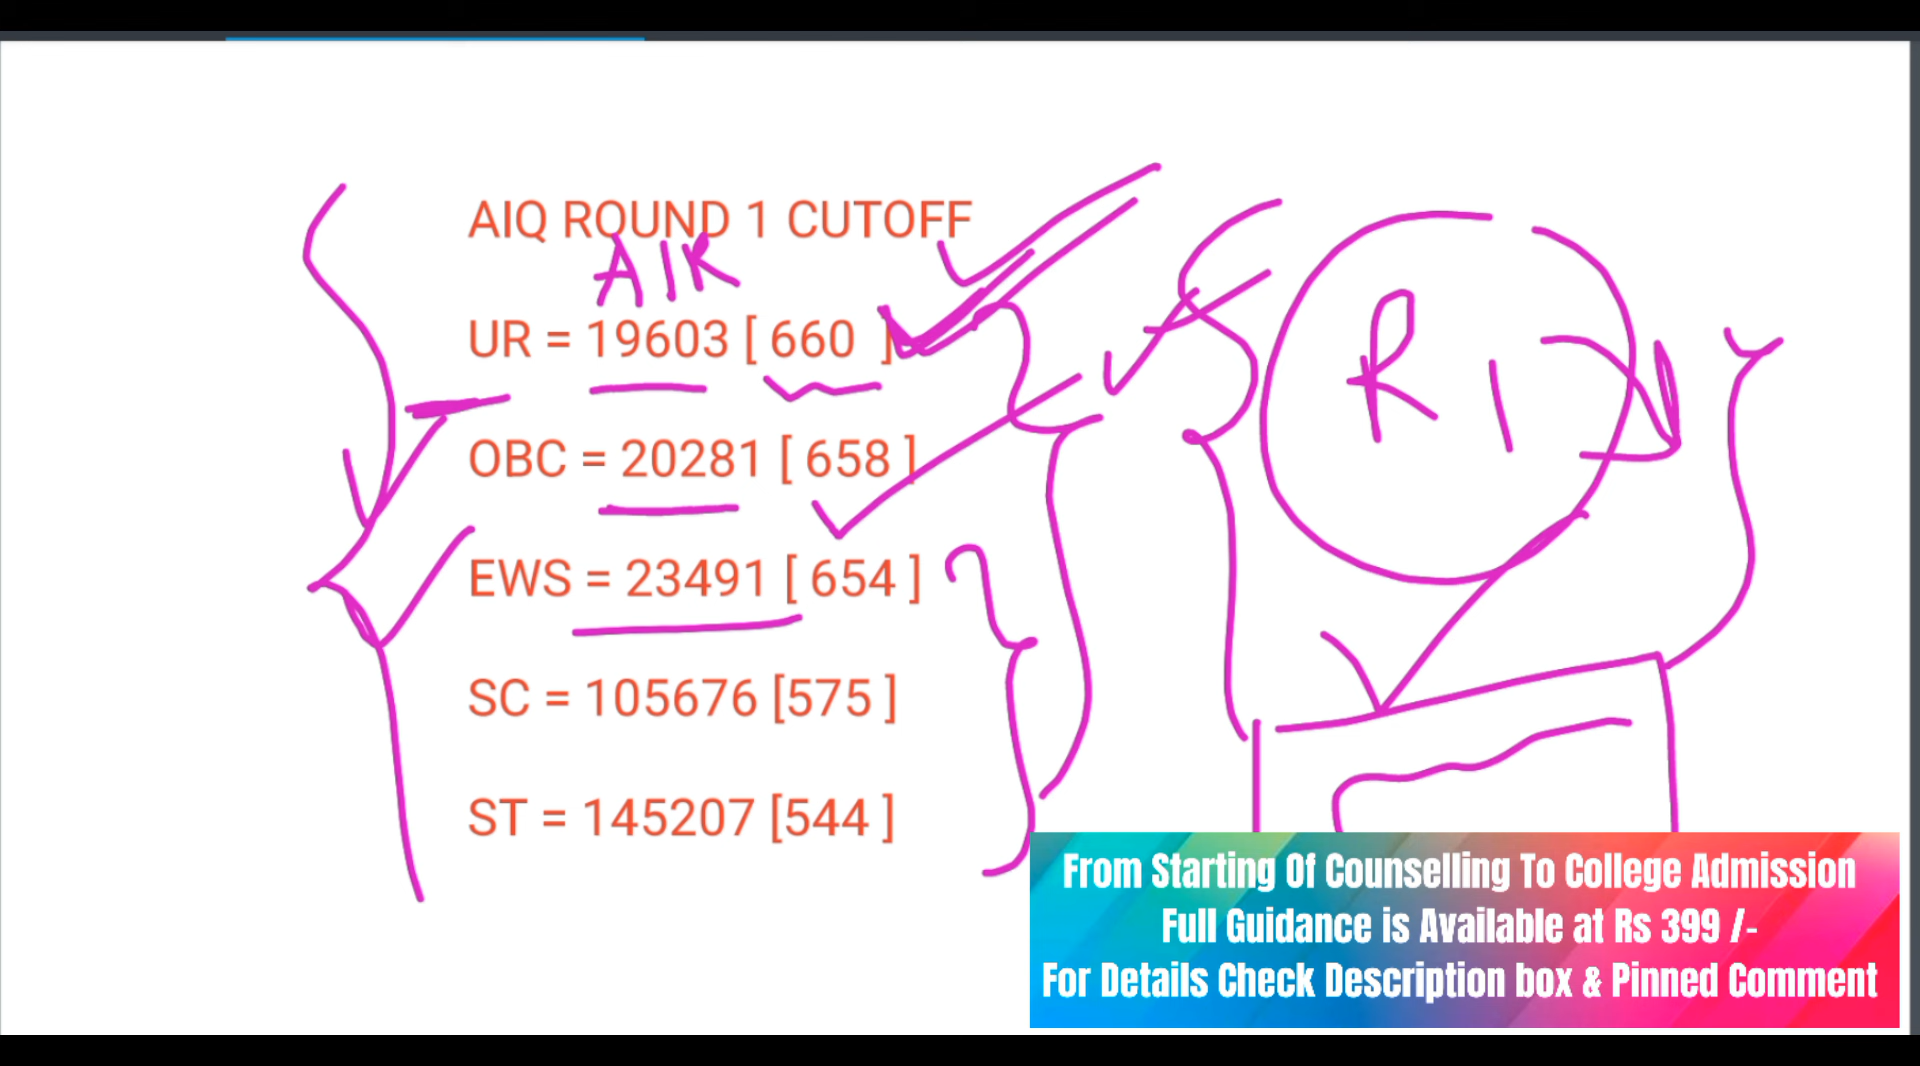 AIQ ROUND 1 CUTOFF
AIR
UR = 19603 [ 660 ]
R1
OBC = 20281 [ 658 ]
EWS = 23491 [ 654 ]
SC = 105676 [575 ]
ST = 145207 [544 ]
From Starting Of Counselling To College Admission
Full Guidance is Available at Rs 399 /-
For Details Check Description box & Pinned Comment